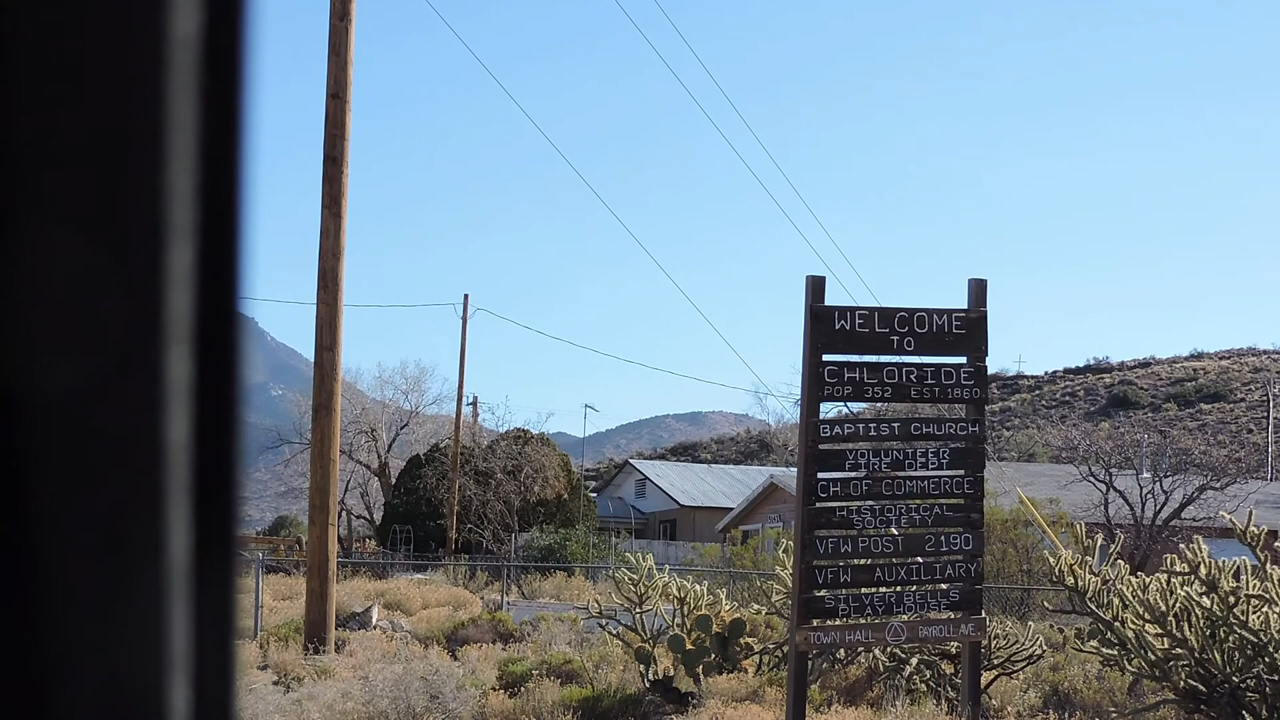 WELCOME
TO
CHLORIDE
POP. 352 EST. 1860
BAPTIST CHURCH
VOLUNTEER
FIRE DEPT
CH. OF COMMERCE
HISTORICAL
SOCIETY
VFW POST 2190
VFW AUXILIARY
SILVER BELLS
PLAY HOUSE
TOWN HALL PAYROLL AVE.